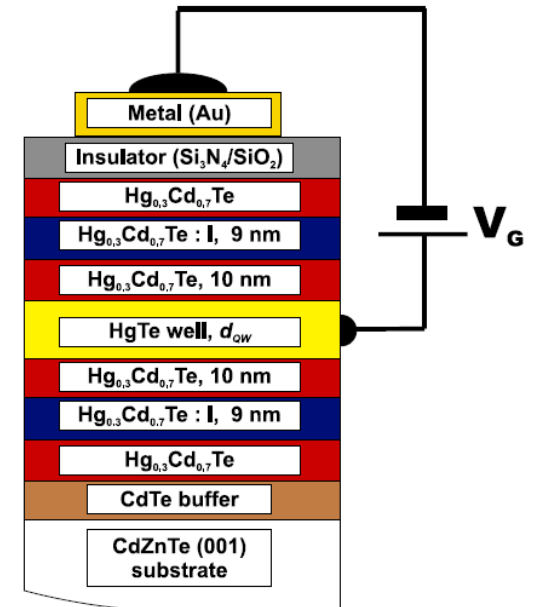 Metal (Au)
Insulator (Si₃N₄/SiO₂)
Hg₀,₃Cd₀,₇Te
Hg₀,₃Cd₀,₇Te : I, 9 nm
Hg₀,₃Cd₀,₇Te, 10 nm
HgTe well, d_QW
Hg₀,₃Cd₀,₇Te, 10 nm
Hg₀.₃Cd₀.₇Te : I, 9 nm
Hg₀,₃Cd₀,₇Te
CdTe buffer
CdZnTe (001)
substrate
V_G